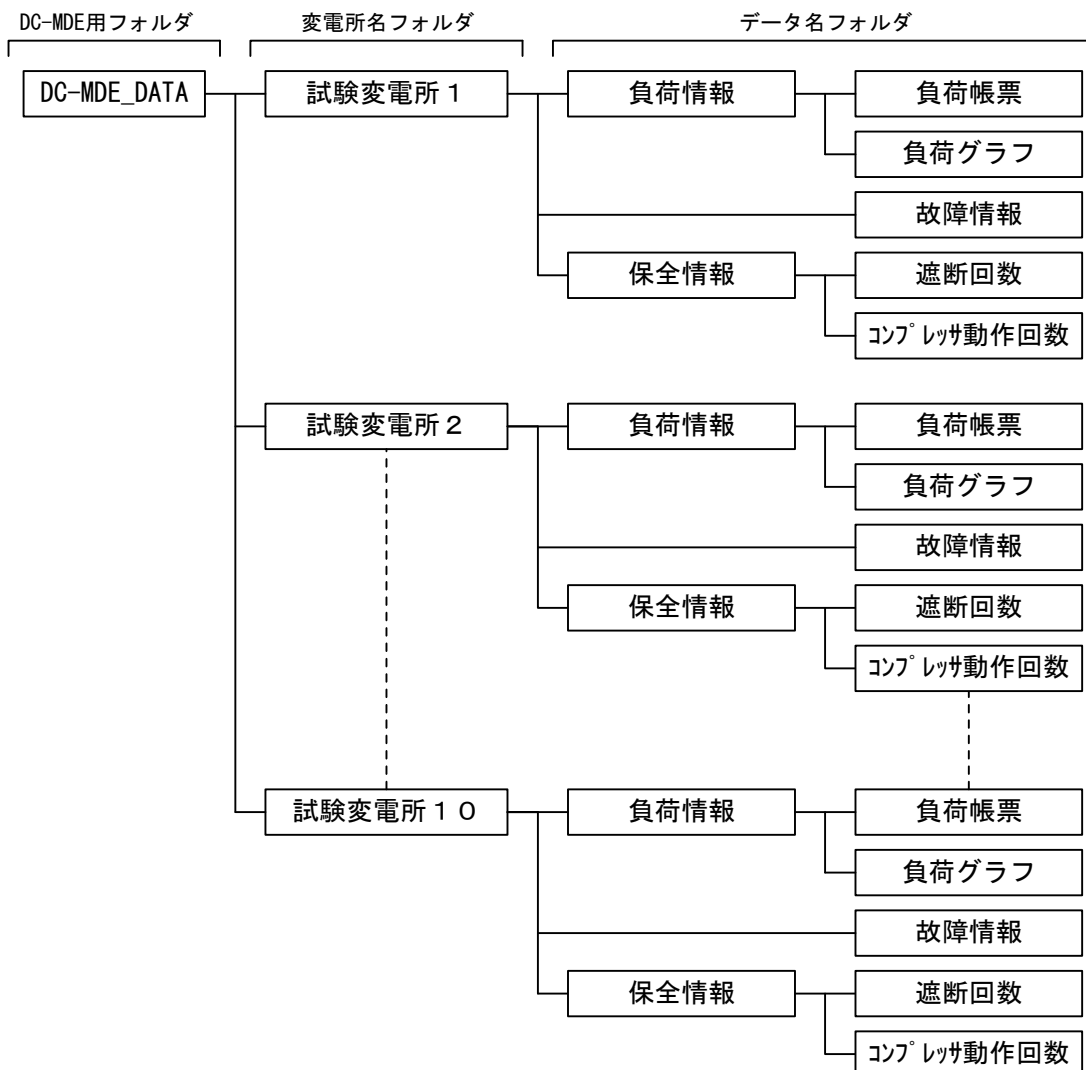 DC-MDE用フォルダ 変電所名フォルダ データ名フォルダ
DC-MDE_DATA 試験変電所1 負荷情報 負荷帳票
負荷グラフ
故障情報
保全情報 遮断回数
ｺﾝﾌﾟﾚｯｻ動作回数
試験変電所2 負荷情報 負荷帳票
負荷グラフ
故障情報
保全情報 遮断回数
ｺﾝﾌﾟﾚｯｻ動作回数
試験変電所10 負荷情報 負荷帳票
負荷グラフ
故障情報
保全情報 遮断回数
ｺﾝﾌﾟﾚｯｻ動作回数